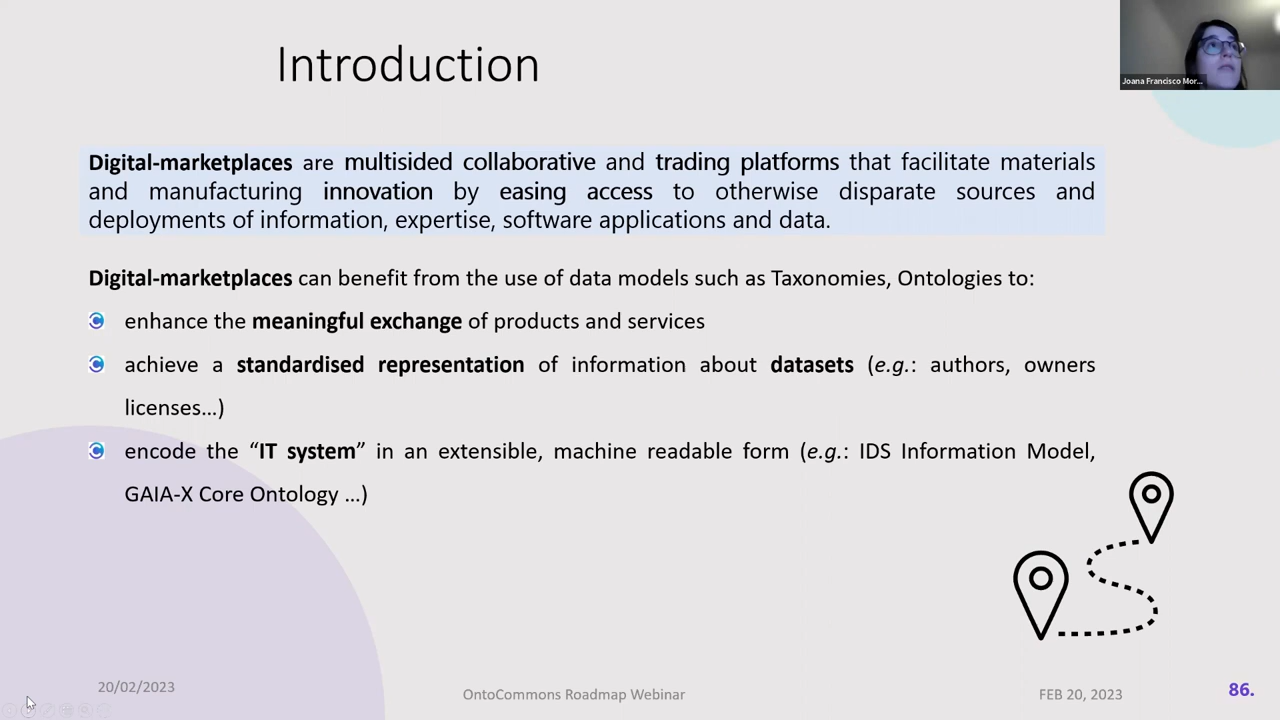 Introduction
Joana Francisco Mor...
Digital-marketplaces are multisided collaborative and trading platforms that facilitate materials
and manufacturing innovation by easing access to otherwise disparate sources and
deployments of information, expertise, software applications and data.
Digital-marketplaces can benefit from the use of data models such as Taxonomies, Ontologies to:
enhance the meaningful exchange of products and services
achieve a standardised representation of information about datasets (e.g.: authors, owners
licenses…)
encode the “IT system” in an extensible, machine readable form (e.g.: IDS Information Model,
GAIA-X Core Ontology …)
20/02/2023
OntoCommons Roadmap Webinar
FEB 20, 2023
86.